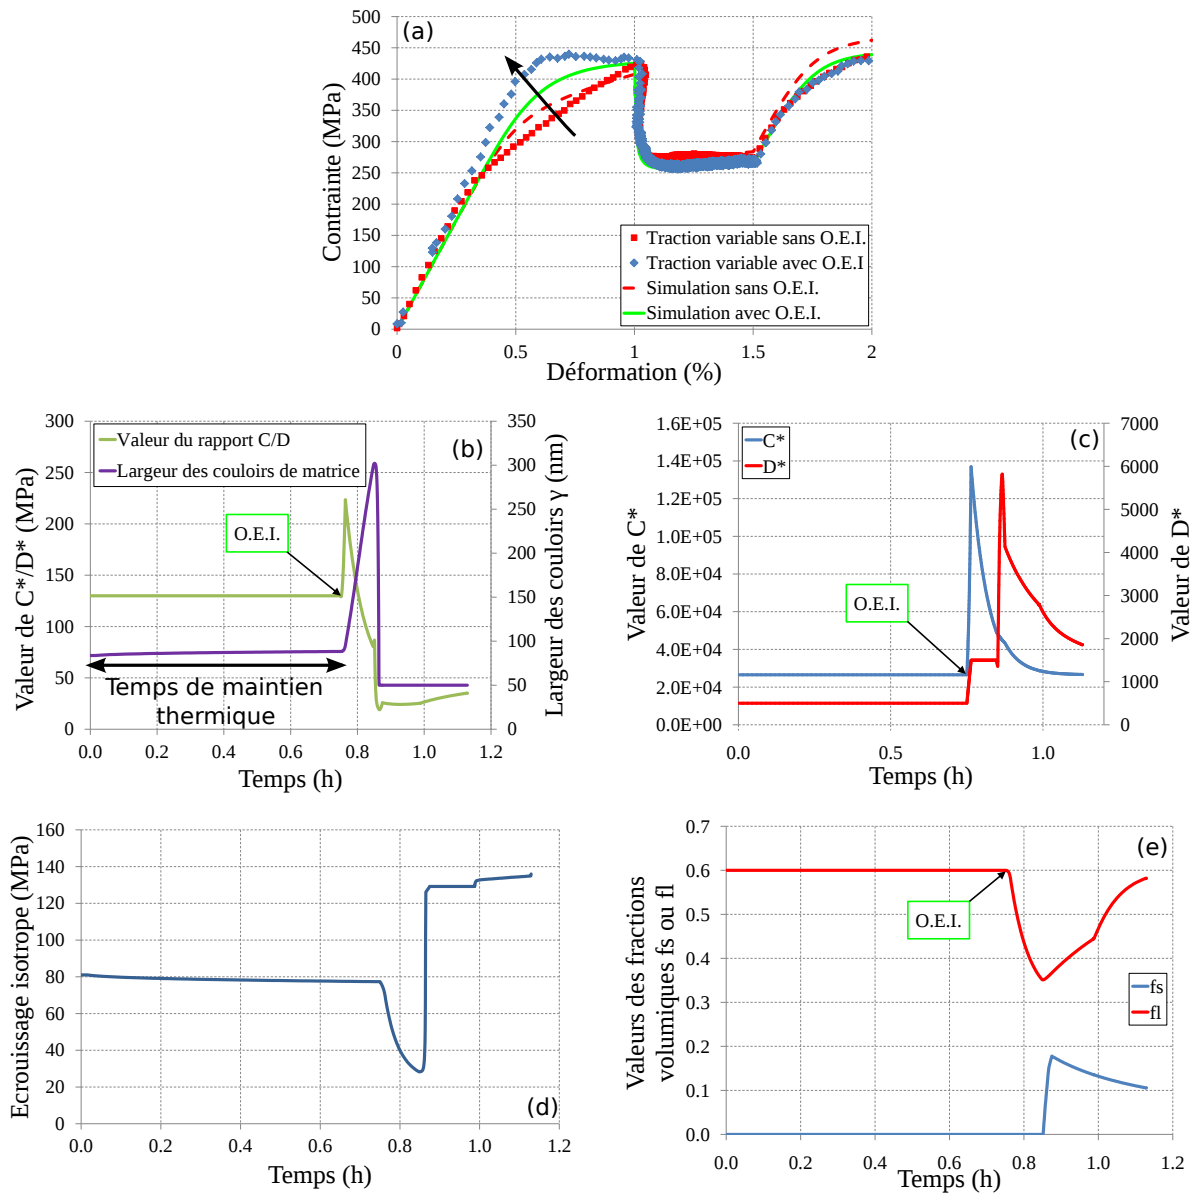 (a)
500
450
400
350
300
250
200
150
100
50
0
Contrainte (MPa)
0
0.5
1
1.5
2
Déformation (%)
Traction variable sans O.E.I.
Traction variable avec O.E.I
Simulation sans O.E.I.
Simulation avec O.E.I.
(b)
300
250
200
150
100
50
0
Valeur de C*/D* (MPa)
350
300
250
200
150
100
50
0
Largeur des couloirs γ (nm)
Valeur du rapport C/D
Largeur des couloirs de matrice
O.E.I.
Temps de maintien
thermique
0.0
0.2
0.4
0.6
0.8
1.0
1.2
Temps (h)
(c)
1.6E+05
1.4E+05
1.2E+05
1.0E+05
8.0E+04
6.0E+04
4.0E+04
2.0E+04
0.0E+00
Valeur de C*
7000
6000
5000
4000
3000
2000
1000
0
Valeur de D*
C*
D*
O.E.I.
0.0
0.5
1.0
Temps (h)
(d)
160
140
120
100
80
60
40
20
0
Ecrouissage isotrope (MPa)
0.0
0.2
0.4
0.6
0.8
1.0
1.2
Temps (h)
(e)
0.7
0.6
0.5
0.4
0.3
0.2
0.1
0.0
Valeurs des fractions
volumiques fs ou fl
O.E.I.
fs
fl
0.0
0.2
0.4
0.6
0.8
1.0
1.2
Temps (h)